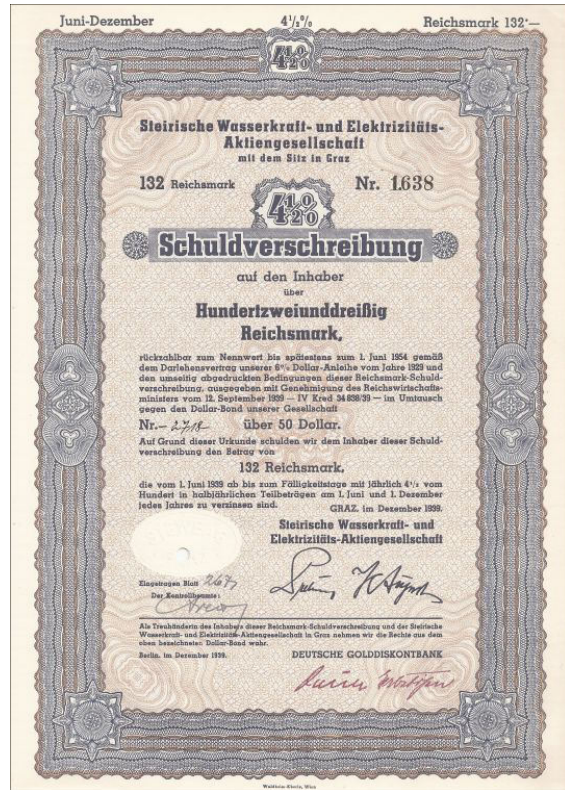 Juni-Dezember 4½% Reichsmark 132·—
4½%
Steirische Wasserkraft- und Elektrizitäts-
Aktiengesellschaft
mit dem Sitz in Graz
132 Reichsmark Nr. 1.638
4½%
Schuldverschreibung
auf den Inhaber
über
Hundertzweiunddreißig
Reichsmark,
rückzahlbar zum Nennwert bis spätestens zum 1. Juni 1954 gemäß
dem Darlehensvertrag unserer 6% Dollar-Anleihe vom Jahre 1929 und
den umseitig abgedruckten Bedingungen dieser Reichsmark-Schuld-
verschreibung, ausgegeben mit Genehmigung des Reichswirtschafts-
ministers vom 12. September 1939 — IV Kred 34 838/39 — im Umtausch
gegen den Dollar-Bond unserer Gesellschaft
Nr.— 2718 über 50 Dollar.
Auf Grund dieser Urkunde schulden wir dem Inhaber dieser Schuld-
verschreibung den Betrag von
132 Reichsmark,
die vom 1. Juni 1939 ab bis zum Fälligkeitstage mit jährlich 4½ vom
Hundert in halbjährlichen Teilbeträgen am 1. Juni und 1. Dezember
jedes Jahres zu verzinsen sind. GRAZ, im Dezember 1939.
Steirische Wasserkraft- und
Elektrizitäts-Aktiengesellschaft
Eingetragen Blatt
Der Kontrollbeamte:
Als Treuhänderin des Inhabers dieser Reichsmark-Schuldverschreibung und der Steirische
Wasserkraft- und Elektrizitäts-Aktiengesellschaft in Graz nehmen wir die Rechte aus dem
oben bezeichneten Dollar-Bond wahr.
Berlin, im Dezember 1939. DEUTSCHE GOLDDISKONTBANK
Waldheim-Eberle, Wien